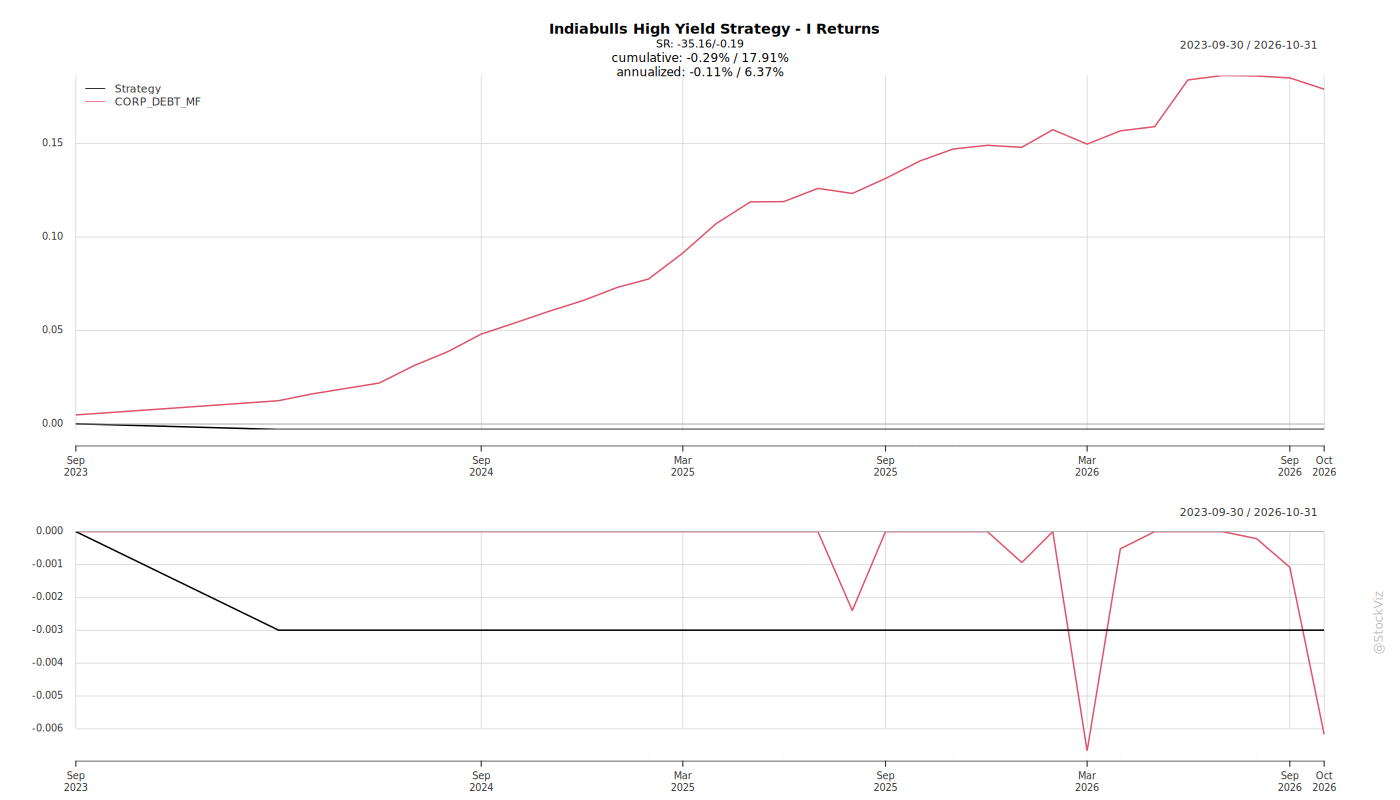 Indiabulls High Yield Strategy - I Returns
SR: -35.16/-0.19
cumulative: -0.29% / 17.91%
annualized: -0.11% / 6.37%
2023-09-30 / 2026-10-31
Strategy
CORP_DEBT_MF
0.15
0.10
0.05
0.00
Sep 2023
Sep 2024
Mar 2025
Sep 2025
Mar 2026
Sep 2026
Oct 2026
2023-09-30 / 2026-10-31
0.000
-0.001
-0.002
-0.003
-0.004
-0.005
-0.006
Sep 2023
Sep 2024
Mar 2025
Sep 2025
Mar 2026
Sep 2026
Oct 2026
@StockViz